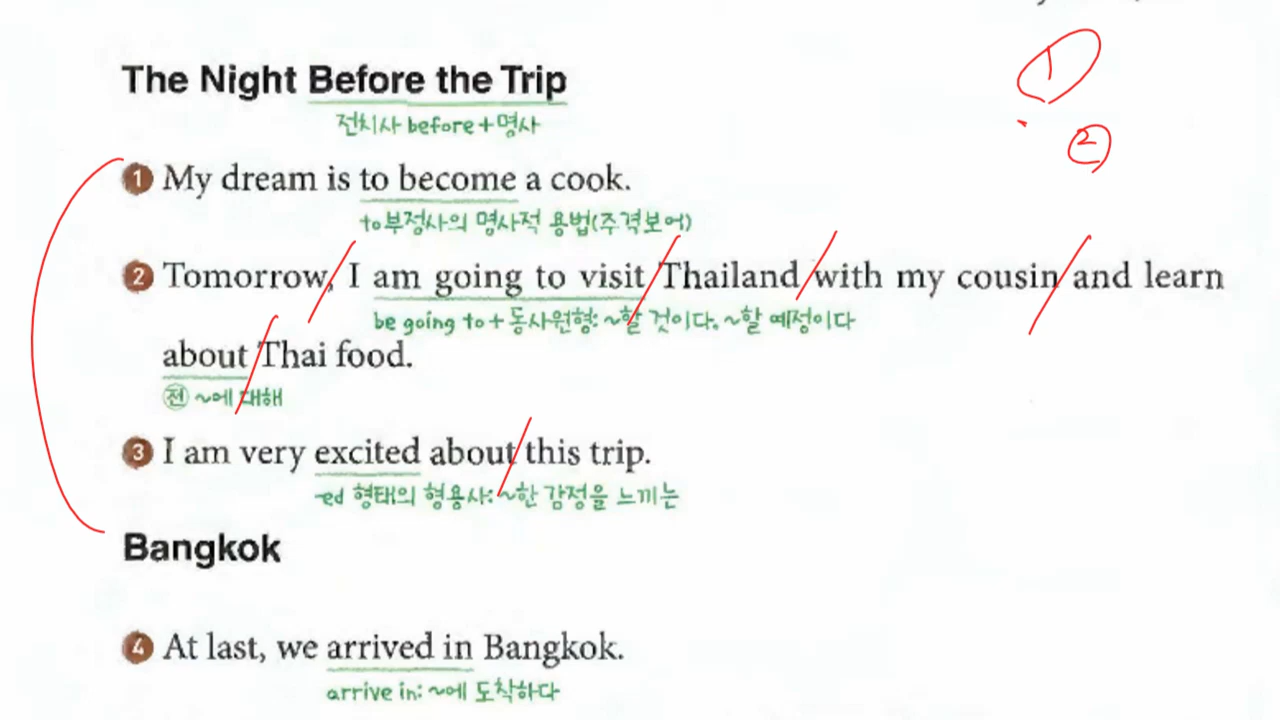 The Night Before the Trip
전치사 before + 명사
① 
1 My dream is to become a cook.
②
to부정사의 명사적 용법(주격보어)
2 Tomorrow, I am going to visit Thailand with my cousin and learn
be going to + 동사원형: ~할 것이다, ~할 예정이다
about Thai food.
전 ~에 대해
3 I am very excited about this trip.
-ed 형태의 형용사: ~한 감정을 느끼는
Bangkok
4 At last, we arrived in Bangkok.
arrive in: ~에 도착하다